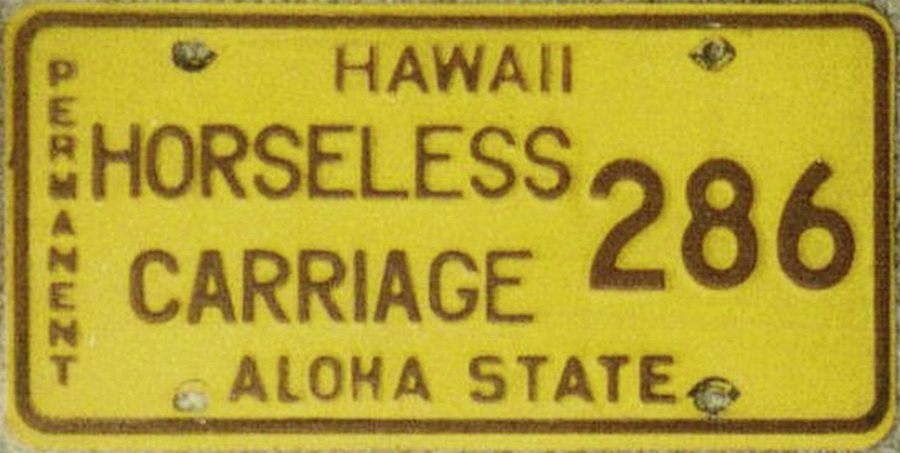 HAWAII
PERMANENT
HORSELESS
CARRIAGE
286
ALOHA STATE